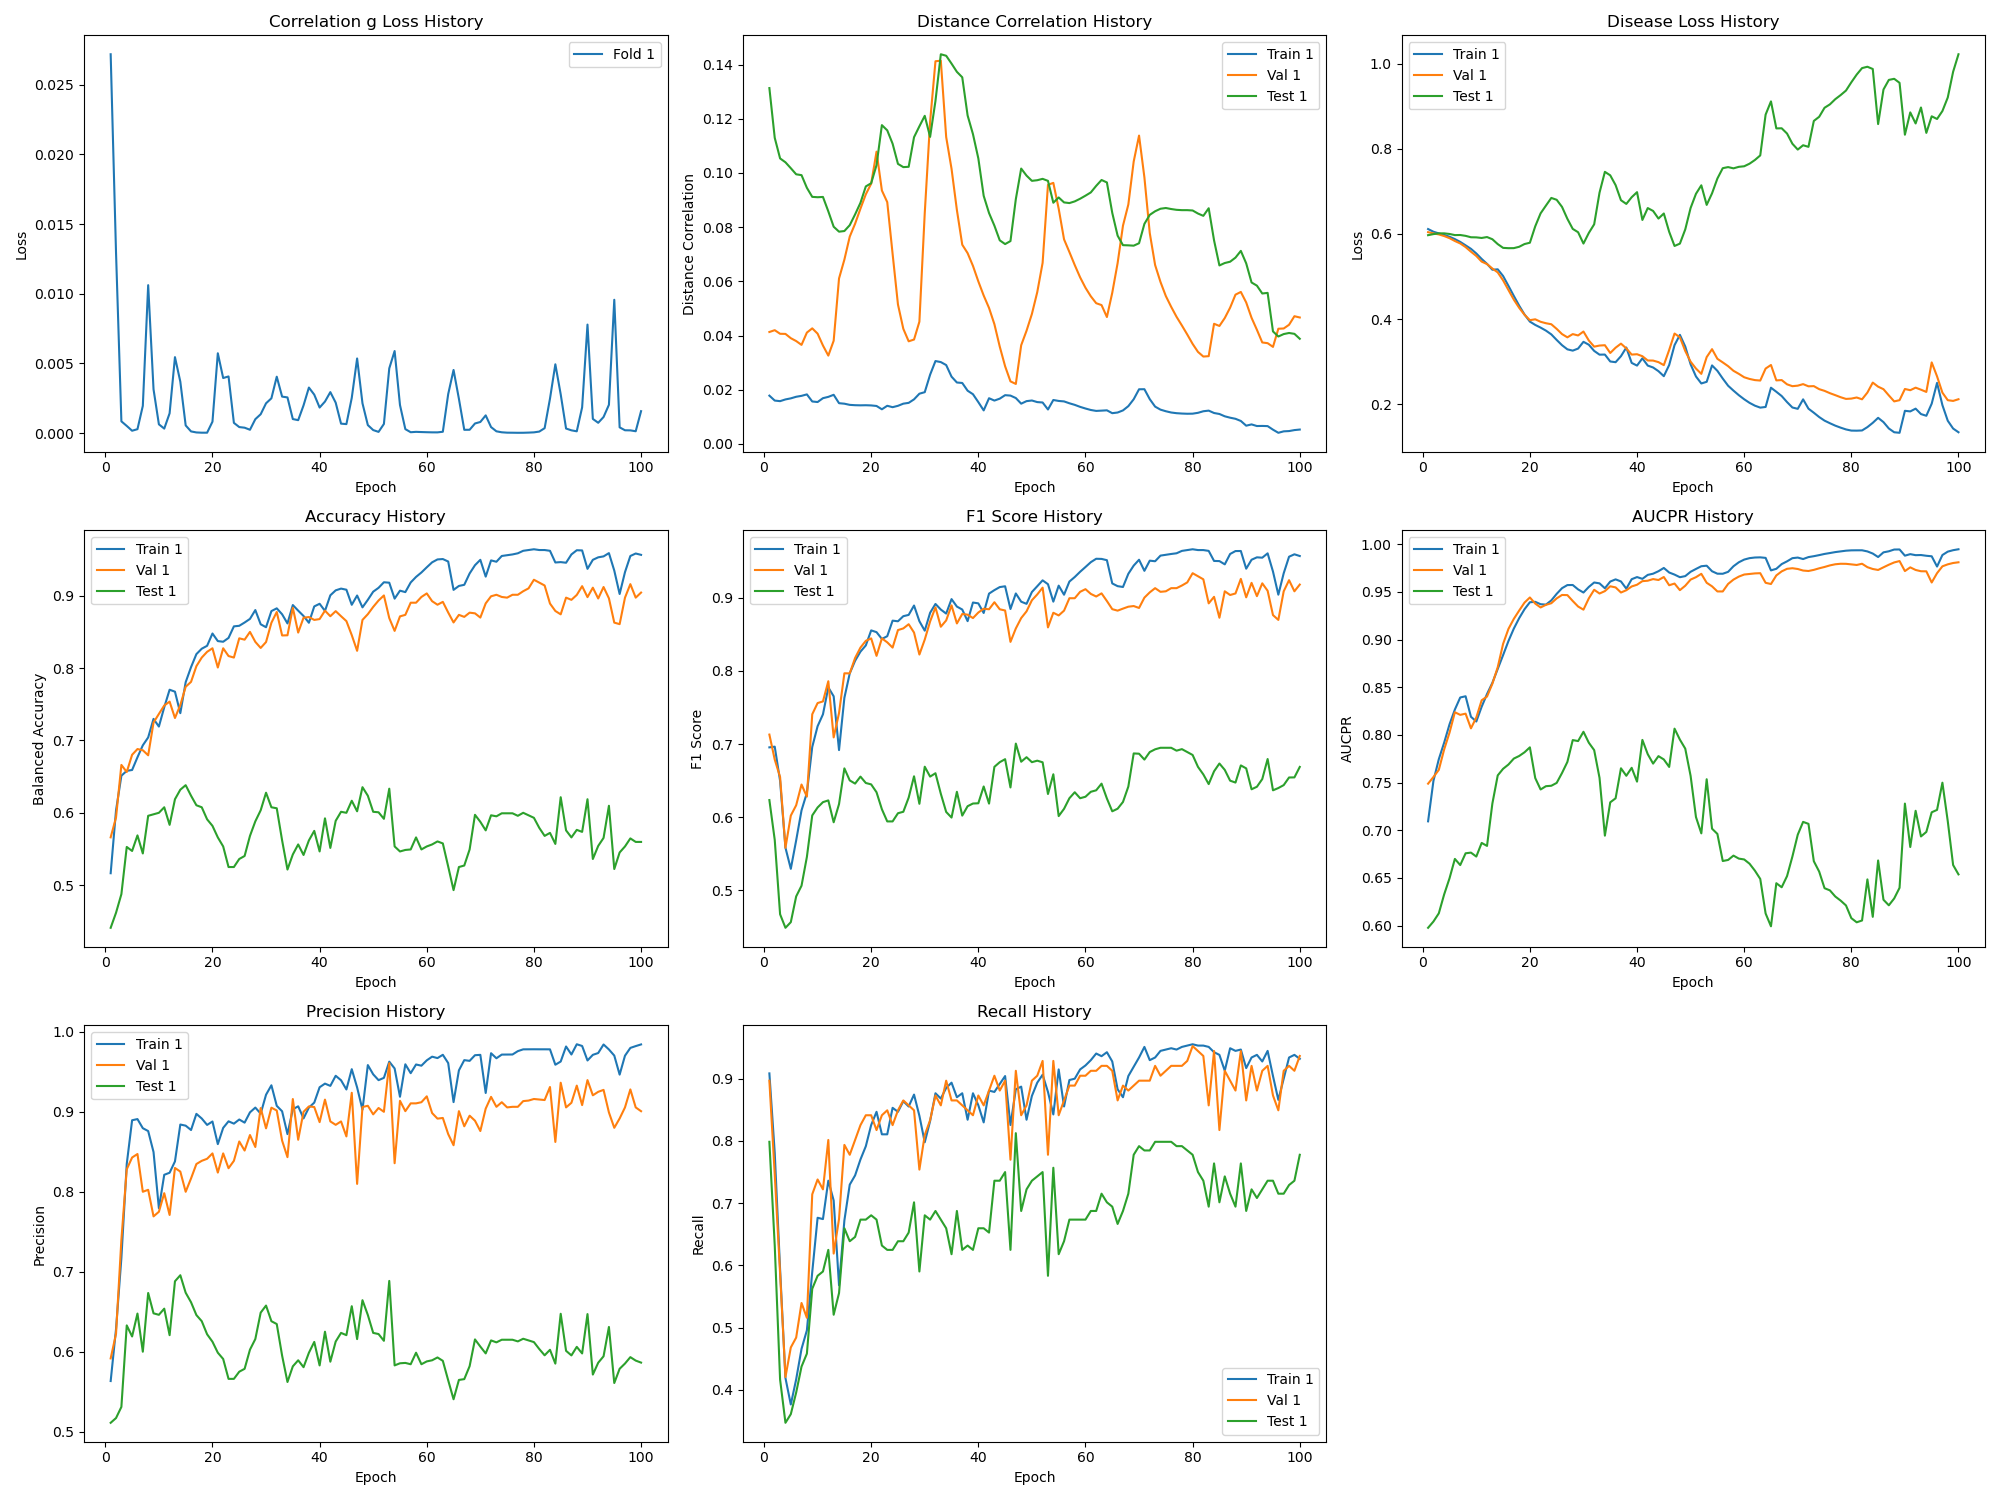 Correlation g Loss History
Fold 1
0.025
0.020
0.015
0.010
0.005
0.000
Loss
0 20 40 60 80 100
Epoch
Distance Correlation History
Train 1
Val 1
Test 1
0.14
0.12
0.10
0.08
0.06
0.04
0.02
0.00
Distance Correlation
0 20 40 60 80 100
Epoch
Disease Loss History
Train 1
Val 1
Test 1
1.0
0.8
0.6
0.4
0.2
Loss
0 20 40 60 80 100
Epoch
Accuracy History
Train 1
Val 1
Test 1
0.9
0.8
0.7
0.6
0.5
Balanced Accuracy
0 20 40 60 80 100
Epoch
F1 Score History
Train 1
Val 1
Test 1
0.9
0.8
0.7
0.6
0.5
F1 Score
0 20 40 60 80 100
Epoch
AUCPR History
Train 1
Val 1
Test 1
1.00
0.95
0.90
0.85
0.80
0.75
0.70
0.65
0.60
AUCPR
0 20 40 60 80 100
Epoch
Precision History
Train 1
Val 1
Test 1
1.0
0.9
0.8
0.7
0.6
0.5
Precision
0 20 40 60 80 100
Epoch
Recall History
0.9
0.8
0.7
0.6
0.5
0.4
Recall
Train 1
Val 1
Test 1
0 20 40 60 80 100
Epoch